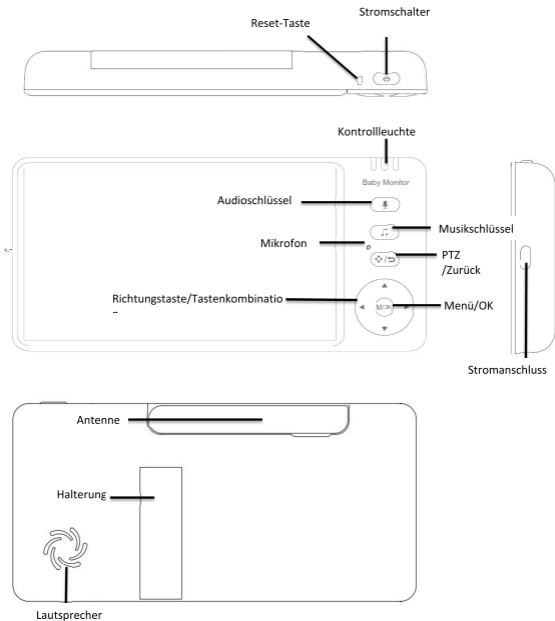 Stromschalter
Reset-Taste
Kontrollleuchte
Baby Monitor
Audioschlüssel
Musikschlüssel
Mikrofon
PTZ
/Zurück
Richtungstaste/Tastenkombinatio
–
Menü/OK
M/OK
Stromanschluss
Antenne
Halterung
Lautsprecher